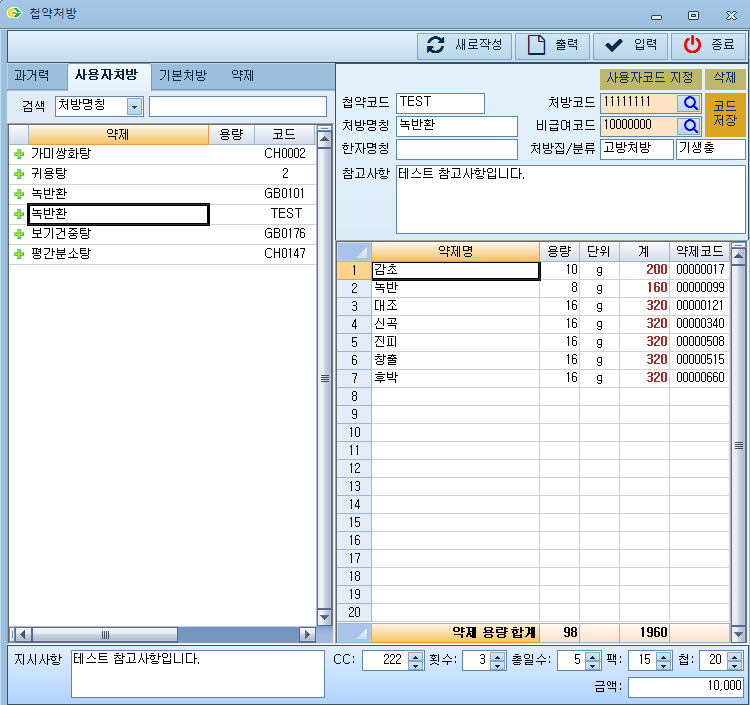 첩약처방
새로작성 출력 입력 종료
과거력 사용자처방 기본처방 약제
검색 처방명칭
약제 용량 코드
가미쌍화탕 CH0002
귀용탕 2
녹반환 GB0101
녹반환 TEST
보기건중탕 GB0176
평간분소탕 CH0147
사용자코드 지정 삭제
첩약코드 TEST 처방코드 11111111 코드 저장
처방명칭 녹반환 비급여코드 10000000
한자명칭 처방집/분류 고방처방 기생충
참고사항 테스트 참고사항입니다.
약제명 용량 단위 계 약제코드
1 감초 10 g 200 00000017
2 녹반 8 g 160 00000099
3 대조 16 g 320 00000121
4 신곡 16 g 320 00000340
5 진피 16 g 320 00000508
6 창출 16 g 320 00000515
7 후박 16 g 320 00000660
8
9
10
11
12
13
14
15
16
17
18
19
20
약제 용량 합계 98 1960
지시사항 테스트 참고사항입니다. CC: 222 횟수: 3 총일수: 5 팩: 15 첩: 20
금액: 10,000